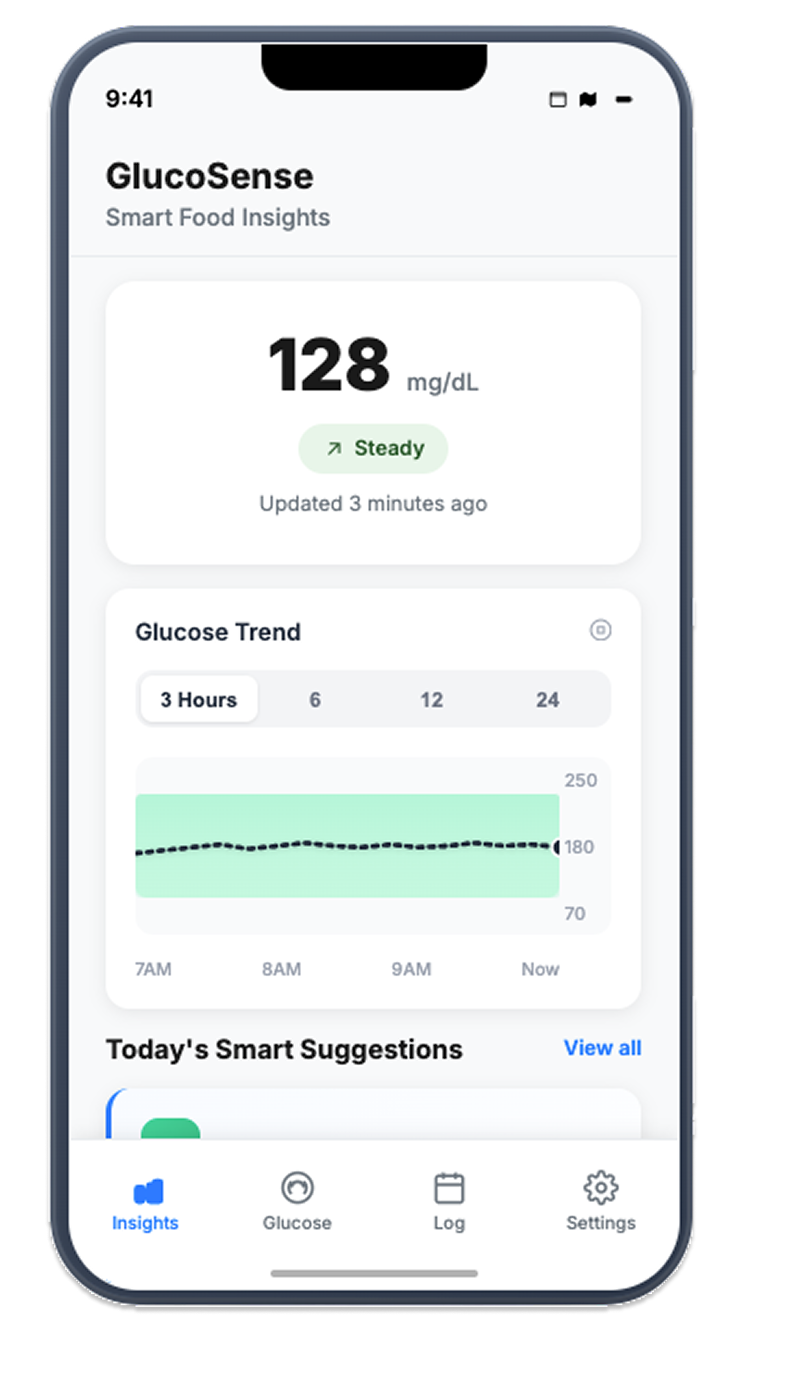 9:41
GlucoSense
Smart Food Insights
128 mg/dL
Steady
Updated 3 minutes ago
Glucose Trend
3 Hours 6 12 24
250
180
70
7AM 8AM 9AM Now
Today's Smart Suggestions View all
Insights Glucose Log Settings